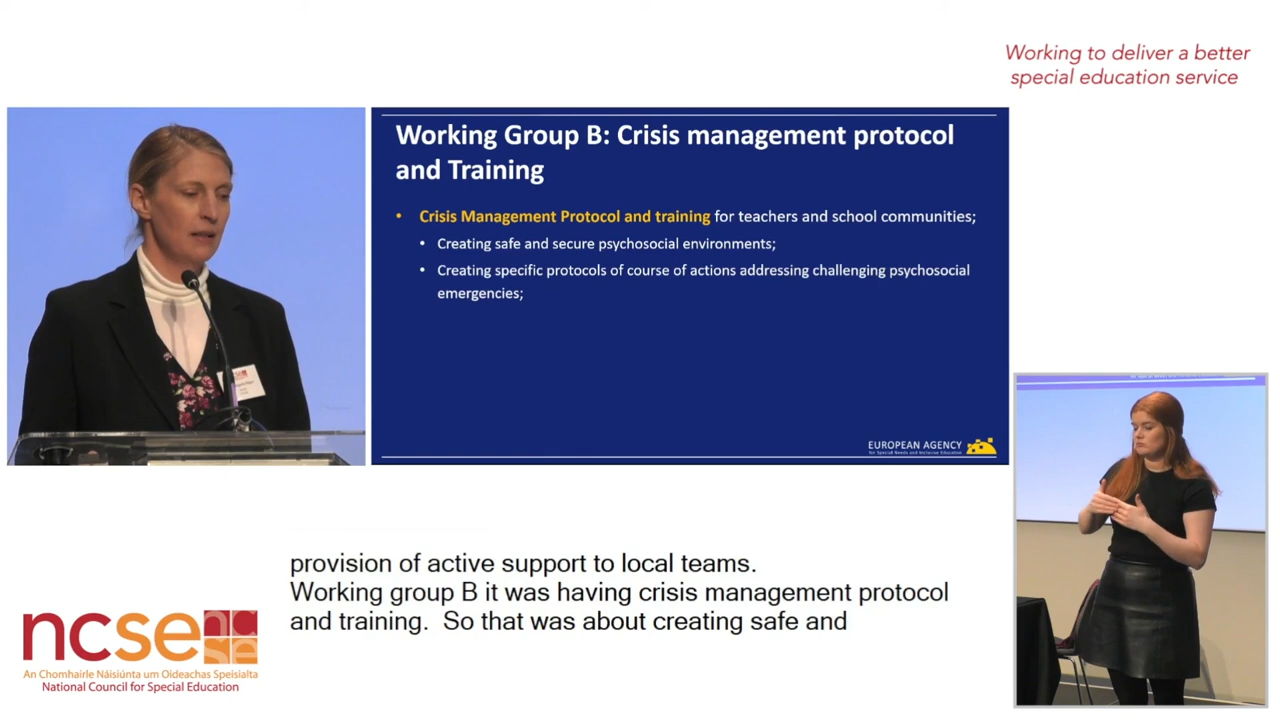 Working to deliver a better
special education service
Working Group B: Crisis management protocol
and Training
• Crisis Management Protocol and training for teachers and school communities;
• Creating safe and secure psychosocial environments;
• Creating specific protocols of course of actions addressing challenging psychosocial
emergencies;
EUROPEAN AGENCY
for Special Needs and Inclusive Education
provision of active support to local teams.
Working group B it was having crisis management protocol
and training.  So that was about creating safe and
ncse
nc
se
An Chomhairle Náisiúnta um Oideachas Speisialta
National Council for Special Education